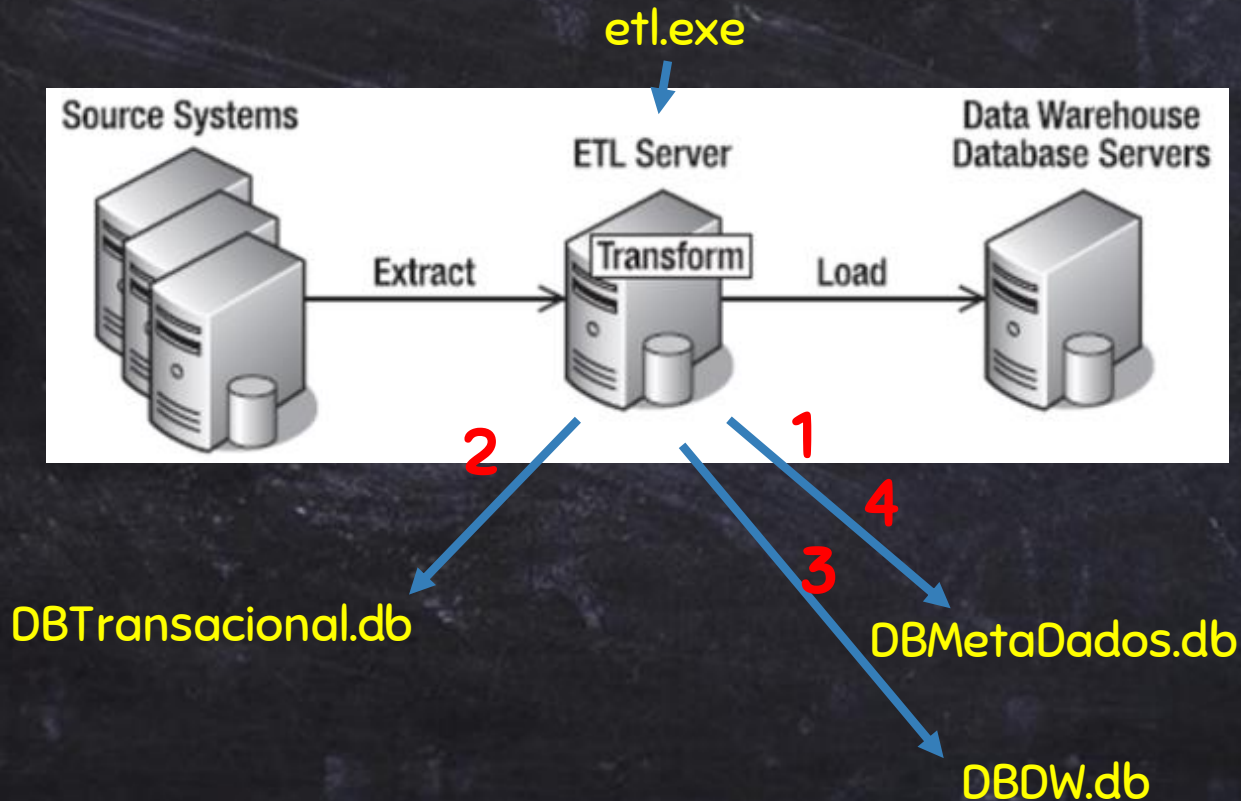 etl.exe
Source Systems
ETL Server
Data Warehouse
Database Servers
Transform
Extract
Load
1
2
4
3
DBTransacional.db
DBMetaDados.db
DBDW.db